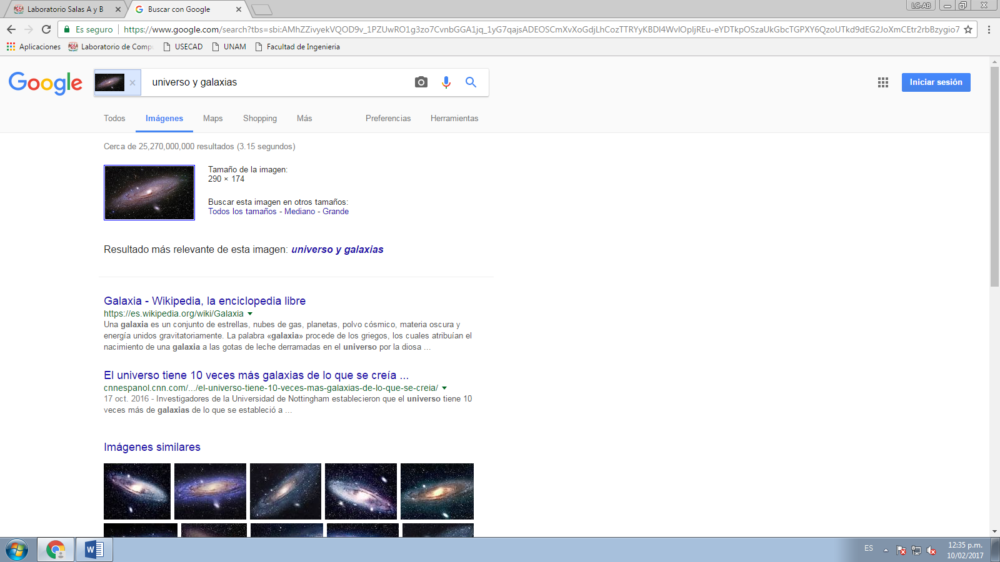 Laboratorio Salas A y B
Buscar con Google
LC-AB
Es seguro
https://www.google.com/search?tbs=sbi:AMhZZivyekVQOD9v_1PZUwRO1g3zo7CvnbGGA1jq_1yG7qajsADEOSCmXvXoGdjLhCozTTRYyKBDI4WvIOpIjREu-eYDTkpOSzaUkGbcTGPXY6QzoUTkd9dEG2JoXmCEtr2rbBzygio7
Aplicaciones
Laboratorio de Comp
USECAD
UNAM
Facultad de Ingenieria
Google
universo y galaxias
Iniciar sesión
Todos
Imágenes
Maps
Shopping
Más
Preferencias
Herramientas
Cerca de 25,270,000,000 resultados (3.15 segundos)
Tamaño de la imagen:
290 × 174
Buscar esta imagen en otros tamaños:
Todos los tamaños - Mediano - Grande
Resultado más relevante de esta imagen: universo y galaxias
Galaxia - Wikipedia, la enciclopedia libre
https://es.wikipedia.org/wiki/Galaxia
Una galaxia es un conjunto de estrellas, nubes de gas, planetas, polvo cósmico, materia oscura y
energía unidos gravitatoriamente. La palabra «galaxia» procede de los griegos, los cuales atribuían el
nacimiento de una galaxia a las gotas de leche derramadas en el universo por la diosa ...
El universo tiene 10 veces más galaxias de lo que se creía ...
cnnespanol.cnn.com/.../el-universo-tiene-10-veces-mas-galaxias-de-lo-que-se-creia/
17 oct. 2016 - Investigadores de la Universidad de Nottingham establecieron que el universo tiene 10
veces más de galaxias de lo que se estableció a ...
Imágenes similares
ES
12:35 p.m.
10/02/2017